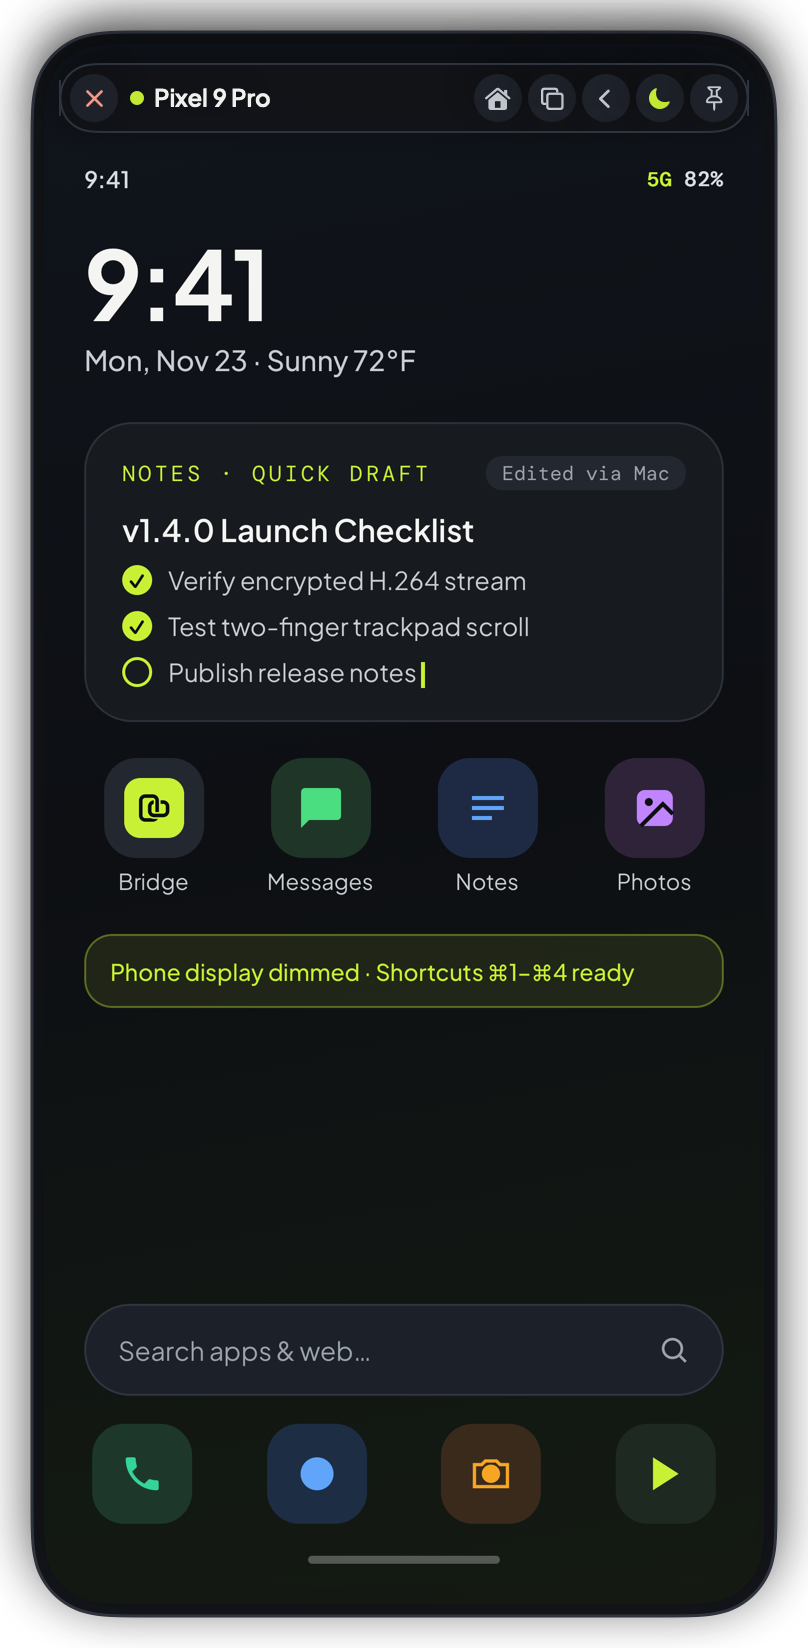 Pixel 9 Pro
9:41
5G 82%
9:41
Mon, Nov 23 · Sunny 72°F
NOTES · QUICK DRAFT
Edited via Mac
v1.4.0 Launch Checklist
Verify encrypted H.264 stream
Test two-finger trackpad scroll
Publish release notes
Bridge
Messages
Notes
Photos
Phone display dimmed · Shortcuts ⌘1–⌘4 ready
Search apps & web...